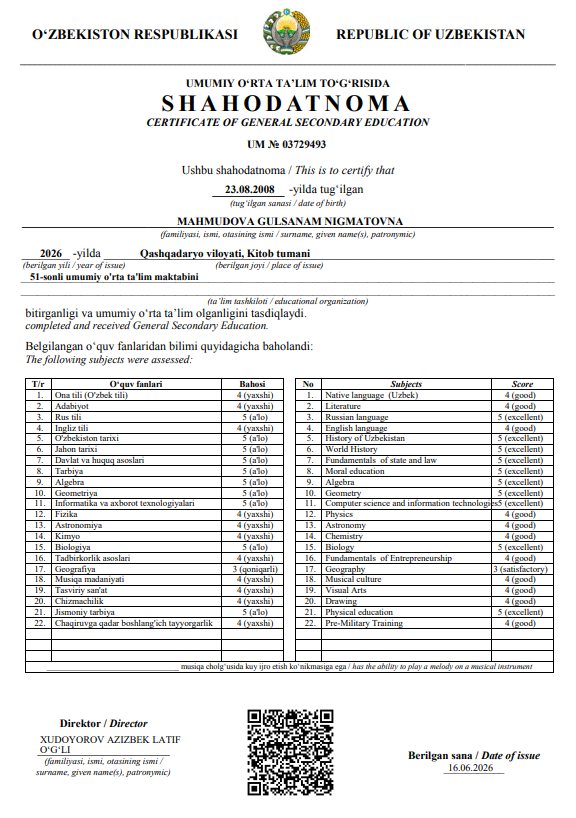 O‘ZBEKISTON RESPUBLIKASI REPUBLIC OF UZBEKISTAN
UMUMIY O‘RTA TA’LIM TO‘G‘RISIDA
SHAHODATNOMA
CERTIFICATE OF GENERAL SECONDARY EDUCATION
UM № 03729493
Ushbu shahodatnoma / This is to certify that
23.08.2008 -yilda tug‘ilgan
(tug‘ilgan sanasi / date of birth)
MAHMUDOVA GULSANAM NIGMATOVNA
(familiyasi, ismi, otasining ismi / surname, given name(s), patronymic)
2026 -yilda Qashqadaryo viloyati, Kitob tumani
(berilgan yili / year of issue) (berilgan joyi / place of issue)
51-sonli umumiy o'rta ta'lim maktabini
(ta’lim tashkiloti / educational organization)
bitirganligi va umumiy o‘rta ta’lim olganligini tasdiqlaydi.
completed and received General Secondary Education.
Belgilangan o‘quv fanlaridan bilimi quyidagicha baholandi:
The following subjects were assessed:
T/r O‘quv fanlari Bahosi No Subjects Score
1. Ona tili (O'zbek tili) 4 (yaxshi) 1. Native language (Uzbek) 4 (good)
2. Adabiyot 4 (yaxshi) 2. Literature 4 (good)
3. Rus tili 5 (a'lo) 3. Russian language 5 (excellent)
4. Ingliz tili 4 (yaxshi) 4. English language 4 (good)
5. O'zbekiston tarixi 5 (a'lo) 5. History of Uzbekistan 5 (excellent)
6. Jahon tarixi 5 (a'lo) 6. World History 5 (excellent)
7. Davlat va huquq asoslari 5 (a'lo) 7. Fundamentals of state and law 5 (excellent)
8. Tarbiya 5 (a'lo) 8. Moral education 5 (excellent)
9. Algebra 5 (a'lo) 9. Algebra 5 (excellent)
10. Geometriya 5 (a'lo) 10. Geometry 5 (excellent)
11. Informatika va axborot texnologiyalari 5 (a'lo) 11. Computer science and information technologies 5 (excellent)
12. Fizika 4 (yaxshi) 12. Physics 4 (good)
13. Astronomiya 4 (yaxshi) 13. Astronomy 4 (good)
14. Kimyo 4 (yaxshi) 14. Chemistry 4 (good)
15. Biologiya 5 (a'lo) 15. Biology 5 (excellent)
16. Tadbirkorlik asoslari 4 (yaxshi) 16. Fundamentals of Entrepreneurship 4 (good)
17. Geografiya 3 (qoniqarli) 17. Geography 3 (satisfactory)
18. Musiqa madaniyati 4 (yaxshi) 18. Musical culture 4 (good)
19. Tasviriy san'at 4 (yaxshi) 19. Visual Arts 4 (good)
20. Chizmachilik 4 (yaxshi) 20. Drawing 4 (good)
21. Jismoniy tarbiya 5 (a'lo) 21. Physical education 5 (excellent)
22. Chaqiruvga qadar boshlang'ich tayyorgarlik 4 (yaxshi) 22. Pre-Military Training 4 (good)
musiqa cholg‘usida kuy ijro etish ko‘nikmasiga ega / has the ability to play a melody on a musical instrument
Direktor / Director
XUDOYOROV AZIZBEK LATIF
O‘G‘LI
(familiyasi, ismi, otasining ismi /
surname, given name(s), patronymic)
Berilgan sana / Date of issue
16.06.2026